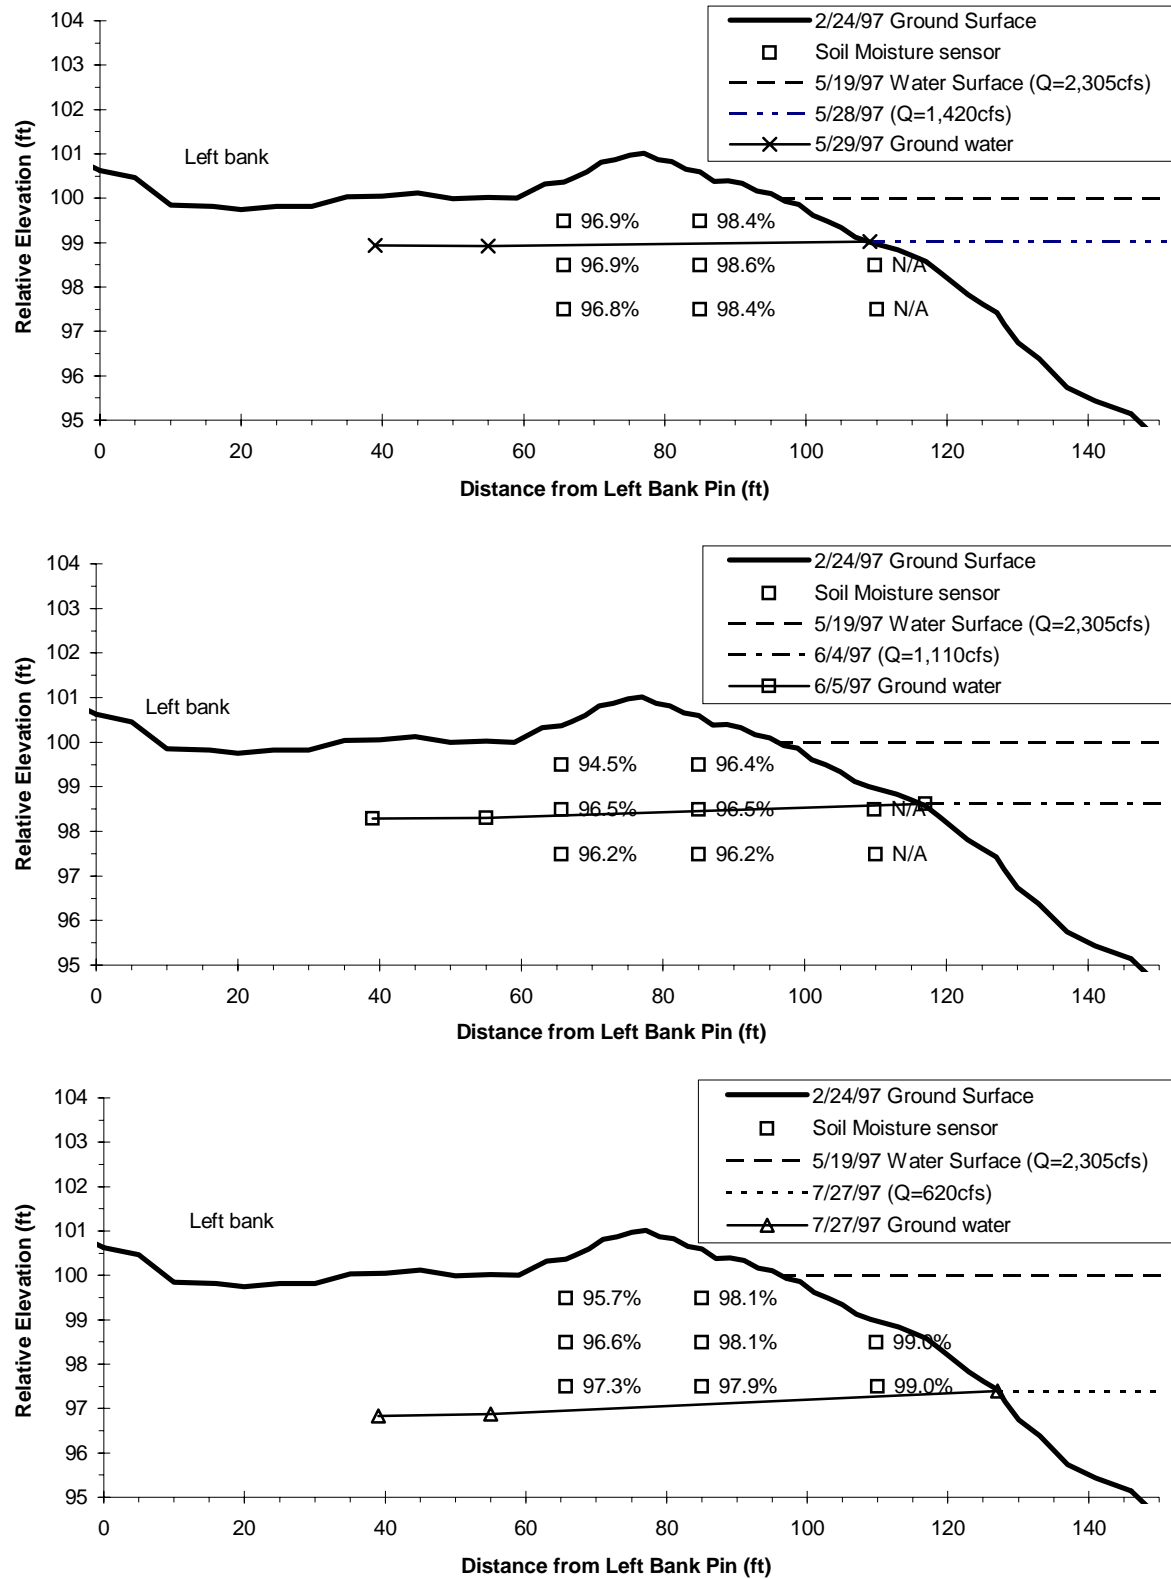 2/24/97 Ground Surface
Soil Moisture sensor
5/19/97 Water Surface (Q=2,305cfs)
5/28/97 (Q=1,420cfs)
5/29/97 Ground water
Relative Elevation (ft)
104
103
102
101
100
99
98
97
96
95
Left bank
96.9% 98.4%
96.9% 98.6% N/A
96.8% 98.4% N/A
0 20 40 60 80 100 120 140
Distance from Left Bank Pin (ft)
2/24/97 Ground Surface
Soil Moisture sensor
5/19/97 Water Surface (Q=2,305cfs)
6/4/97 (Q=1,110cfs)
6/5/97 Ground water
Relative Elevation (ft)
104
103
102
101
100
99
98
97
96
95
Left bank
94.5% 96.4%
96.5% 96.5% N/A
96.2% 96.2% N/A
0 20 40 60 80 100 120 140
Distance from Left Bank Pin (ft)
2/24/97 Ground Surface
Soil Moisture sensor
5/19/97 Water Surface (Q=2,305cfs)
7/27/97 (Q=620cfs)
7/27/97 Ground water
Relative Elevation (ft)
104
103
102
101
100
99
98
97
96
95
Left bank
95.7% 98.1%
96.6% 98.1% 99.0%
97.3% 97.9% 99.0%
0 20 40 60 80 100 120 140
Distance from Left Bank Pin (ft)